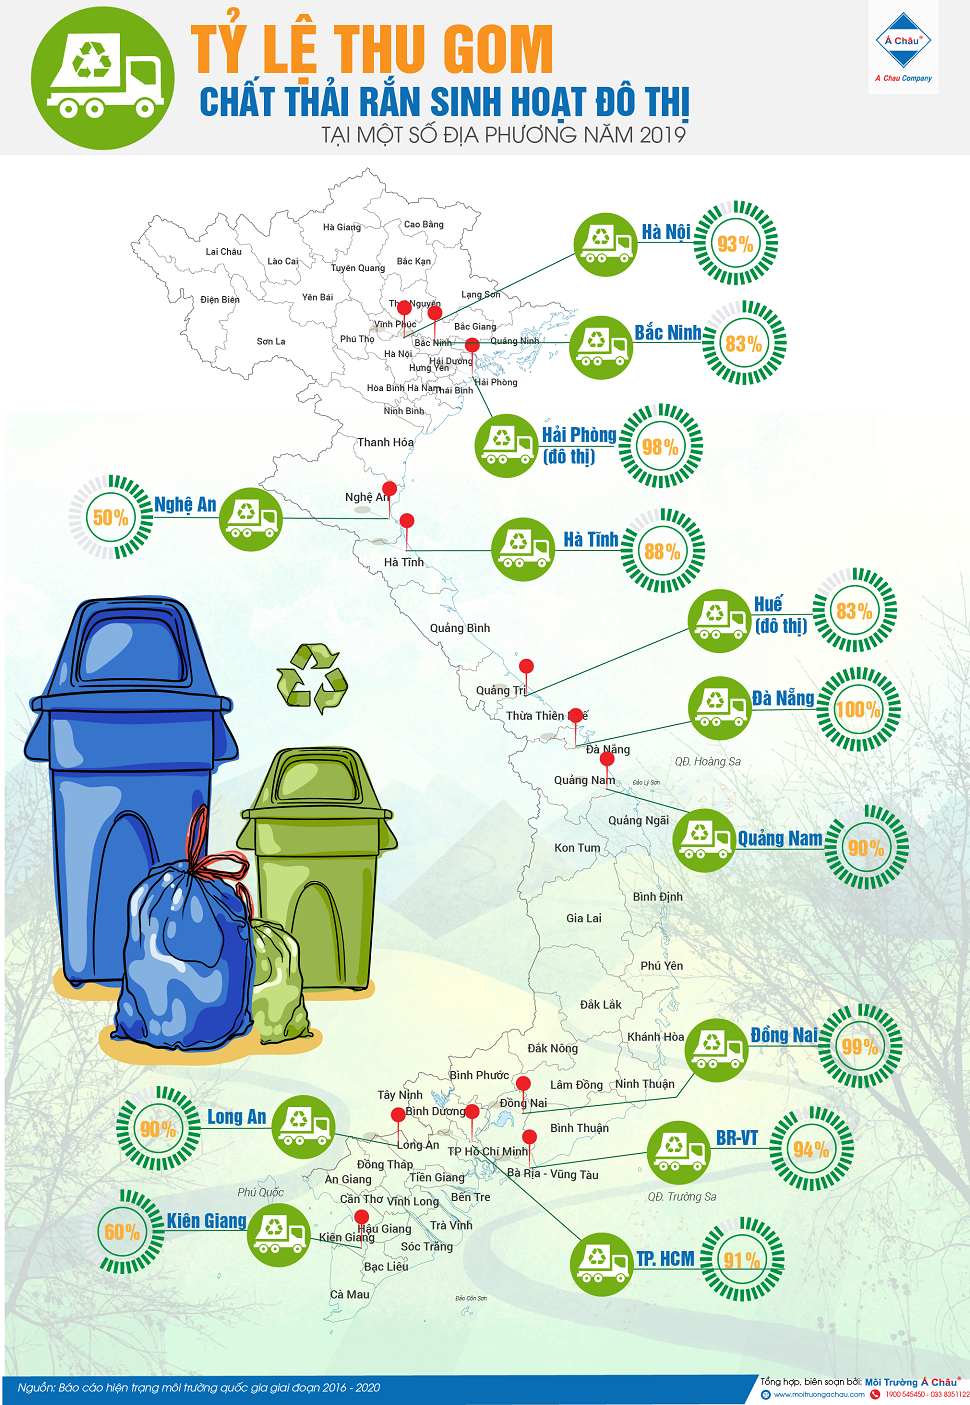 TỶ LỆ THU GOM
CHẤT THẢI RẮN SINH HOẠT ĐÔ THỊ
TẠI MỘT SỐ ĐỊA PHƯƠNG NĂM 2019
Á Châu®
A Chau Company
Hà Nội
93%
Bắc Ninh
83%
Hải Phòng
(đô thị)
98%
Nghệ An
50%
Hà Tĩnh
88%
Huế
(đô thị)
83%
Đà Nẵng
100%
Quảng Nam
90%
Đồng Nai
99%
Long An
90%
BR-VT
94%
Kiên Giang
60%
TP. HCM
91%
Hà Giang
Cao Bằng
Lai Châu
Lào Cai
Tuyên Quang
Bắc Kạn
Điện Biên
Yên Bái
Lạng Sơn
Vĩnh Phúc
Bắc Giang
Sơn La
Phú Thọ
Bắc Ninh
Quảng Ninh
Hà Nội
Hải Dương
Hưng Yên
Hải Phòng
Hòa Bình
Hà Nam
Thái Bình
Ninh Bình
Thanh Hóa
Nghệ An
Hà Tĩnh
Quảng Bình
Quảng Trị
Thừa Thiên Huế
Đà Nẵng
QĐ. Hoàng Sa
Quảng Nam
Đảo Lý Sơn
Quảng Ngãi
Kon Tum
Bình Định
Gia Lai
Phú Yên
Đắk Lắk
Khánh Hòa
Đắk Nông
Bình Phước
Lâm Đồng
Ninh Thuận
Tây Ninh
Bình Dương
Đồng Nai
Bình Thuận
Long An
TP Hồ Chí Minh
Đồng Tháp
Bà Rịa - Vũng Tàu
An Giang
Tiền Giang
Phú Quốc
Cần Thơ
Vĩnh Long
Bến Tre
QĐ. Trường Sa
Hậu Giang
Trà Vinh
Kiên Giang
Sóc Trăng
Bạc Liêu
Cà Mau
Đảo Côn Sơn
Nguồn: Báo cáo hiện trạng môi trường quốc gia giai đoạn 2016 - 2020
Tổng hợp, biên soạn bởi: Môi Trường Á Châu®
www.moitruongachau.com
1900 545450 - 033 8351122